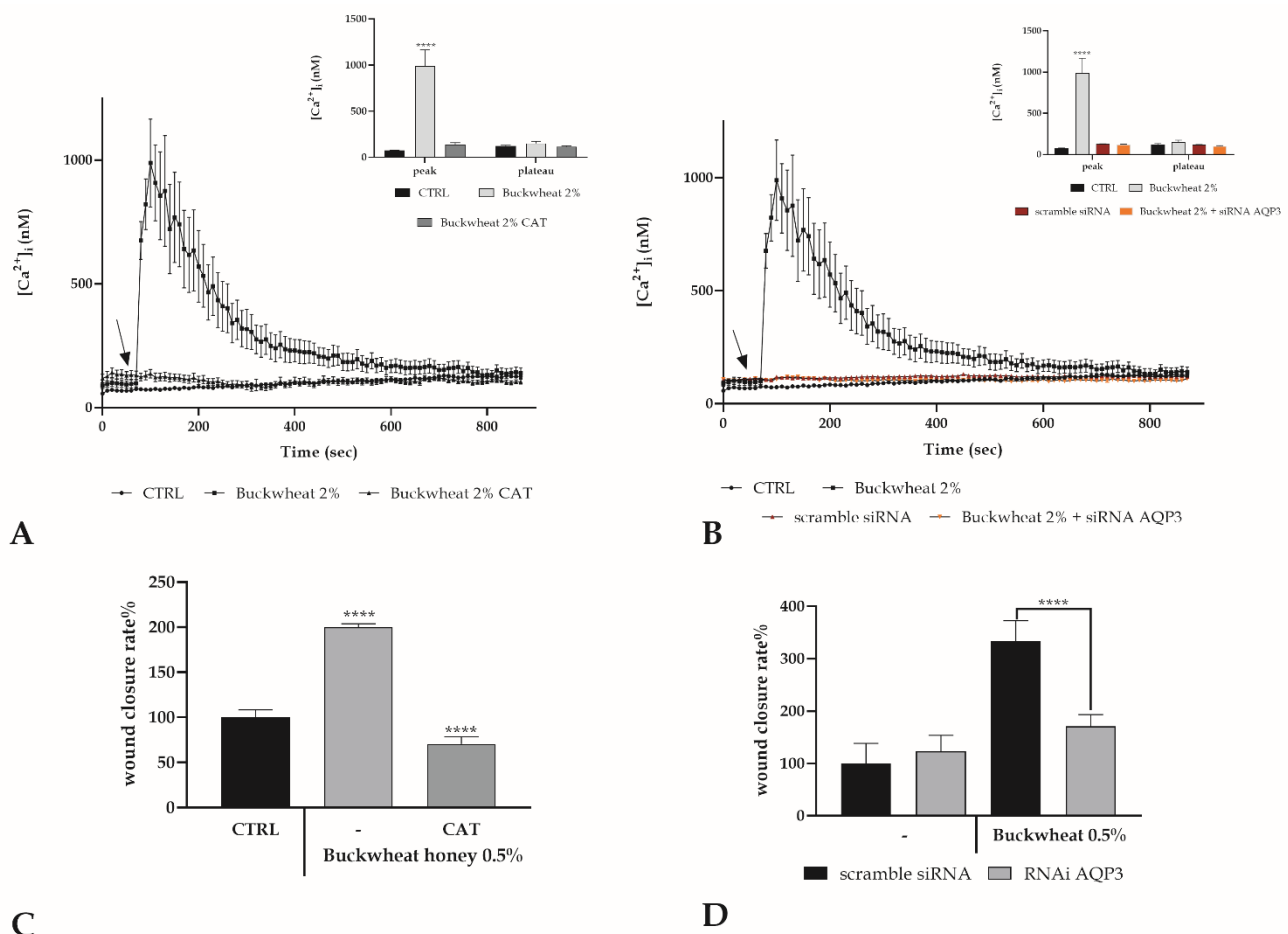 1500
1000
500
0
[Ca²⁺]ᵢ (nM)
****
peak
plateau
CTRL
Buckwheat 2%
Buckwheat 2% CAT
1000
500
0
[Ca²⁺]ᵢ (nM)
0
200
400
600
800
Time (sec)
CTRL
Buckwheat 2%
Buckwheat 2% CAT
A
1500
1000
500
0
[Ca²⁺]ᵢ (nM)
****
peak
plateau
CTRL
Buckwheat 2%
scramble siRNA
Buckwheat 2% + siRNA AQP3
1000
500
0
[Ca²⁺]ᵢ (nM)
0
200
400
600
800
Time (sec)
CTRL
Buckwheat 2%
scramble siRNA
Buckwheat 2% + siRNA AQP3
B
250
200
150
100
50
0
wound closure rate%
****
****
CTRL
-
CAT
Buckwheat honey 0.5%
C
400
300
200
100
0
wound closure rate%
****
-
Buckwheat 0.5%
scramble siRNA
RNAi AQP3
D